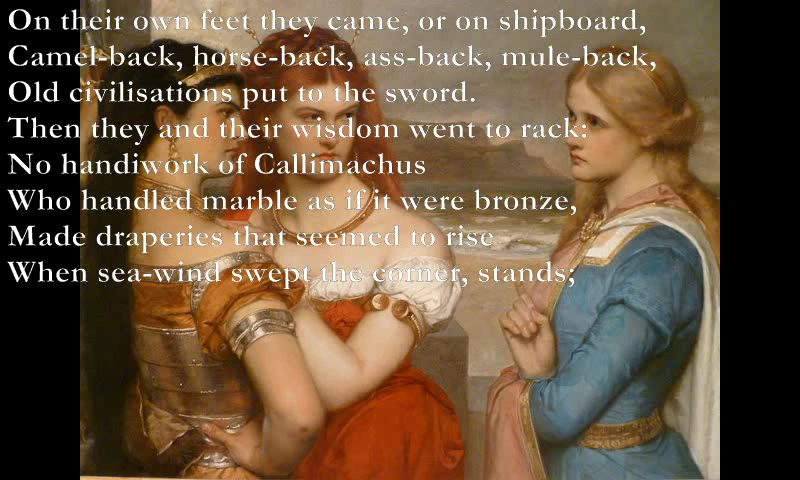 On their own feet they came, or on shipboard,
Camel-back, horse-back, ass-back, mule-back,
Old civilisations put to the sword.
Then they and their wisdom went to rack:
No handiwork of Callimachus
Who handled marble as if it were bronze,
Made draperies that seemed to rise
When sea-wind swept the corner, stands;